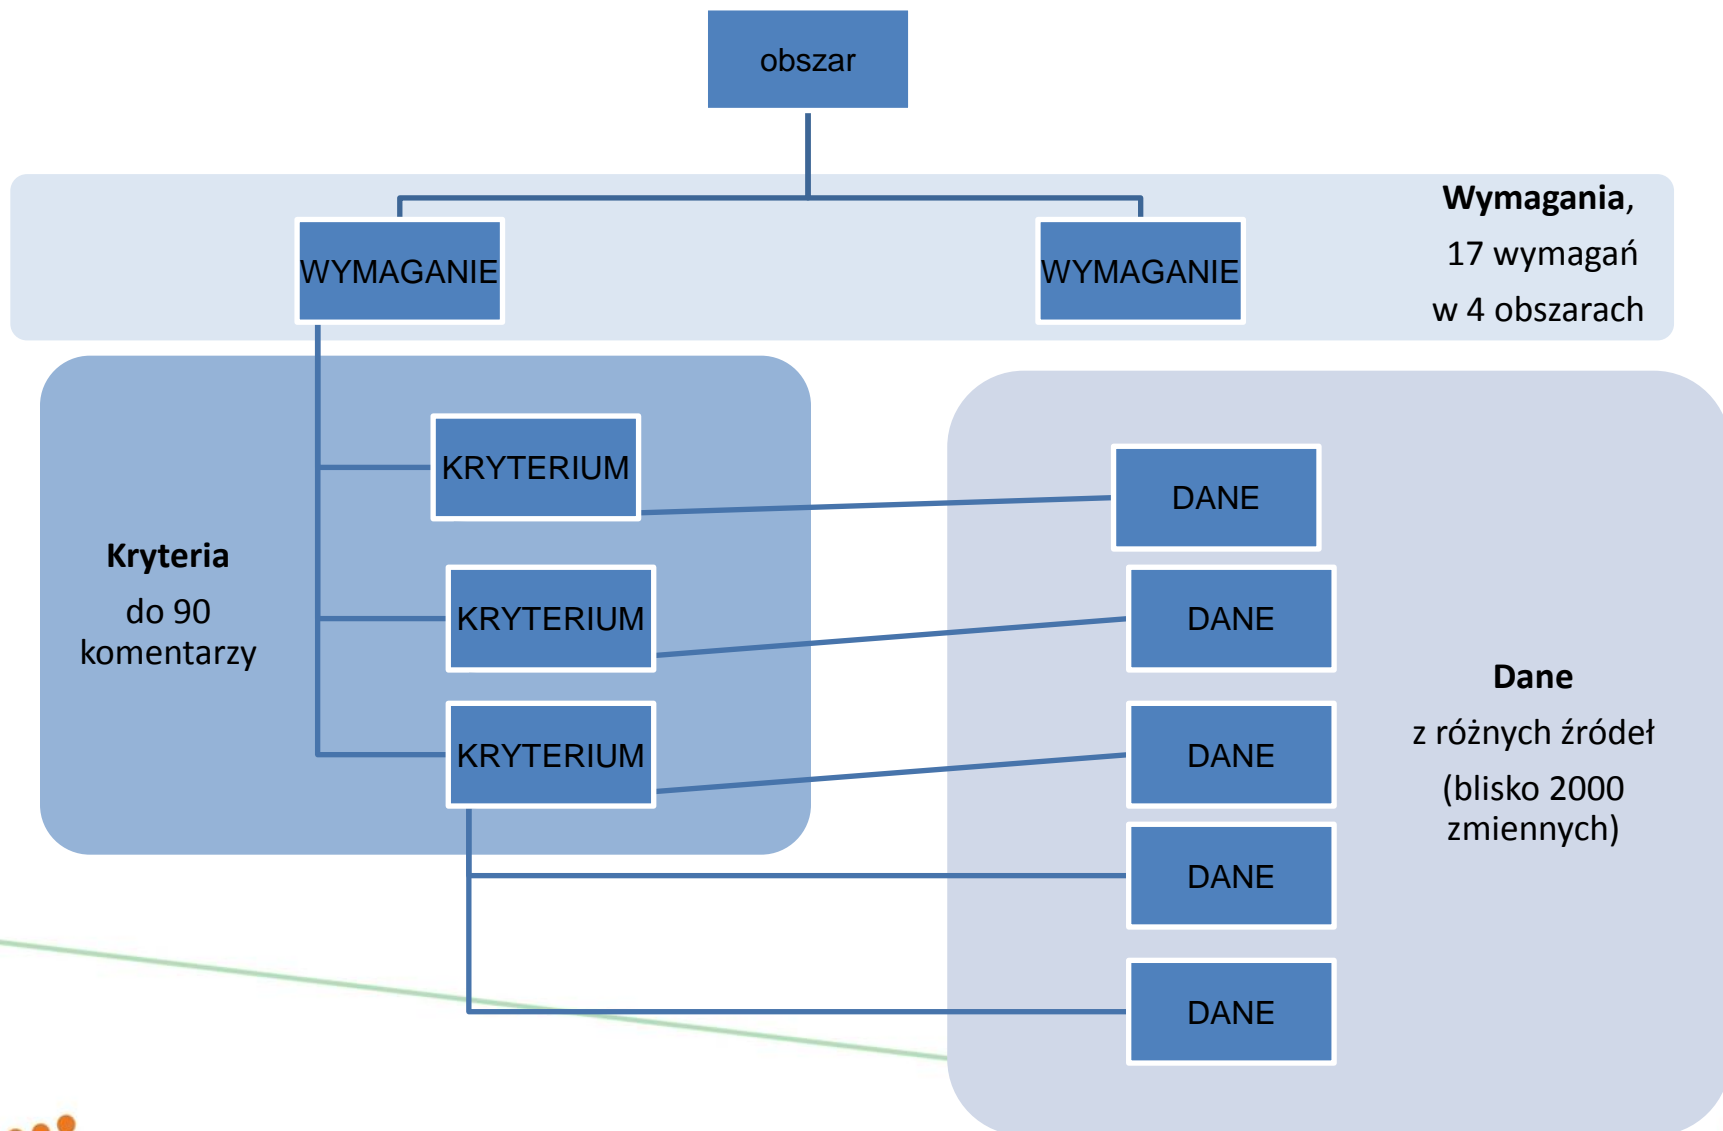 obszar
WYMAGANIE
WYMAGANIE
Wymagania,
17 wymagań
w 4 obszarach
Kryteria
do 90
komentarzy
KRYTERIUM
KRYTERIUM
KRYTERIUM
DANE
DANE
DANE
DANE
DANE
Dane
z różnych źródeł
(blisko 2000
zmiennych)